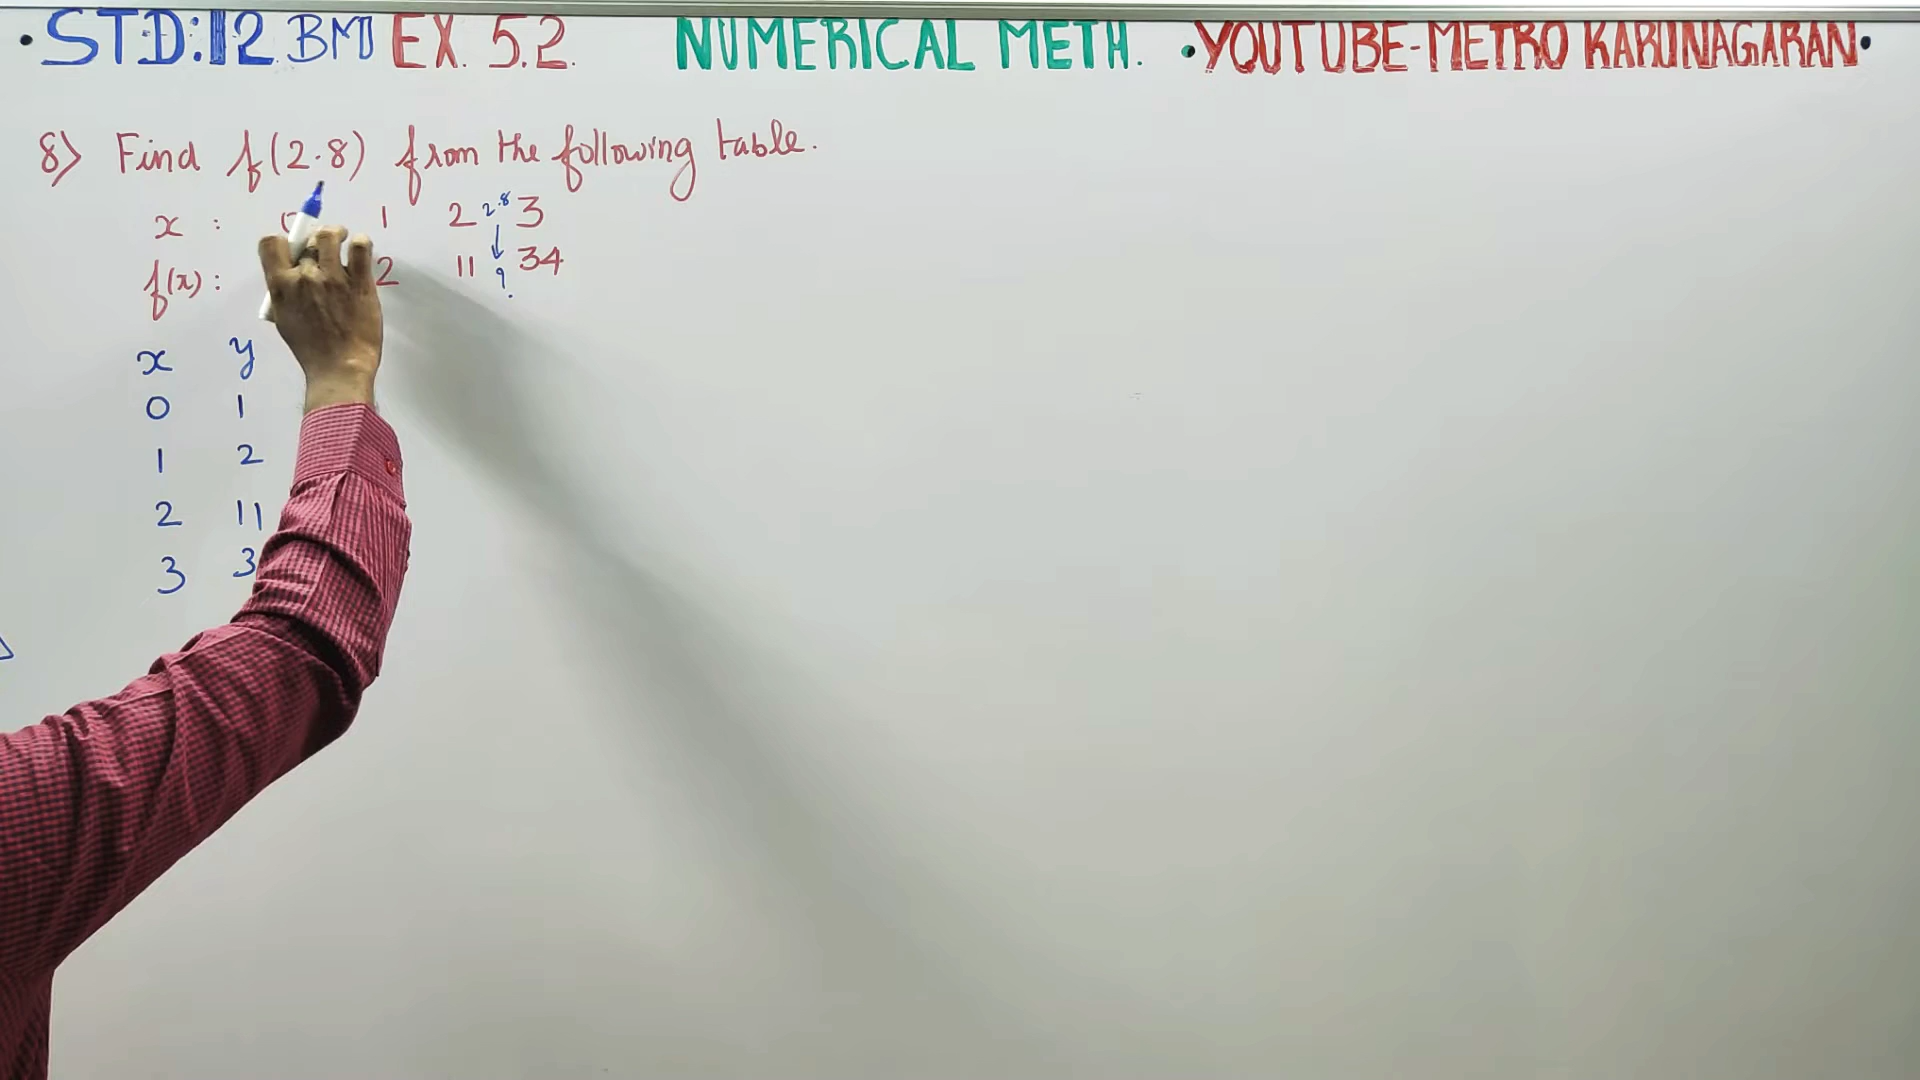 •STD:12 BM EX. 5.2. NUMERICAL METH. •YOUTUBE-METRO KARUNAGARAN•
8) Find f(2.8) from the following table.
x : 0 1 2 2.8 3
f(x): 2 11 ? 34
x y
0 1
1 2
2 11
3 3